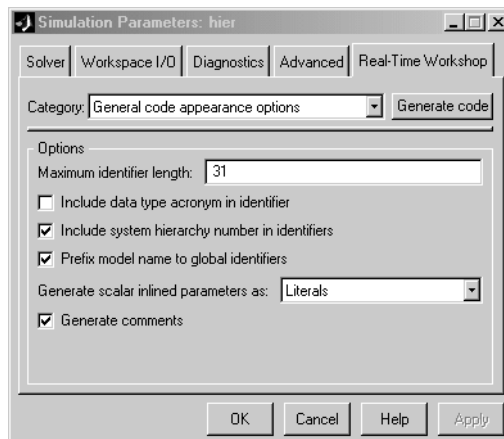 Simulation Parameters: hier
Solver Workspace I/O Diagnostics Advanced Real-Time Workshop
Category: General code appearance options Generate code
Options
Maximum identifier length: 31
Include data type acronym in identifier
Include system hierarchy number in identifiers
Prefix model name to global identifiers
Generate scalar inlined parameters as: Literals
Generate comments
OK Cancel Help Apply